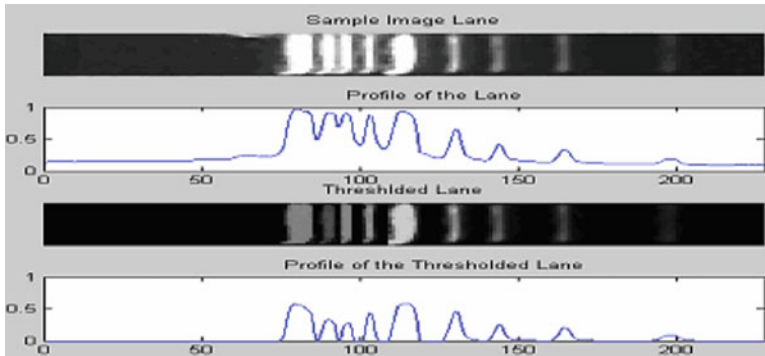 Sample Image Lane
Profile of the Lane
1
0.5
0
0 50 100 150 200
Threshlded Lane
Profile of the Thresholded Lane
1
0.5
0
0 50 100 150 200